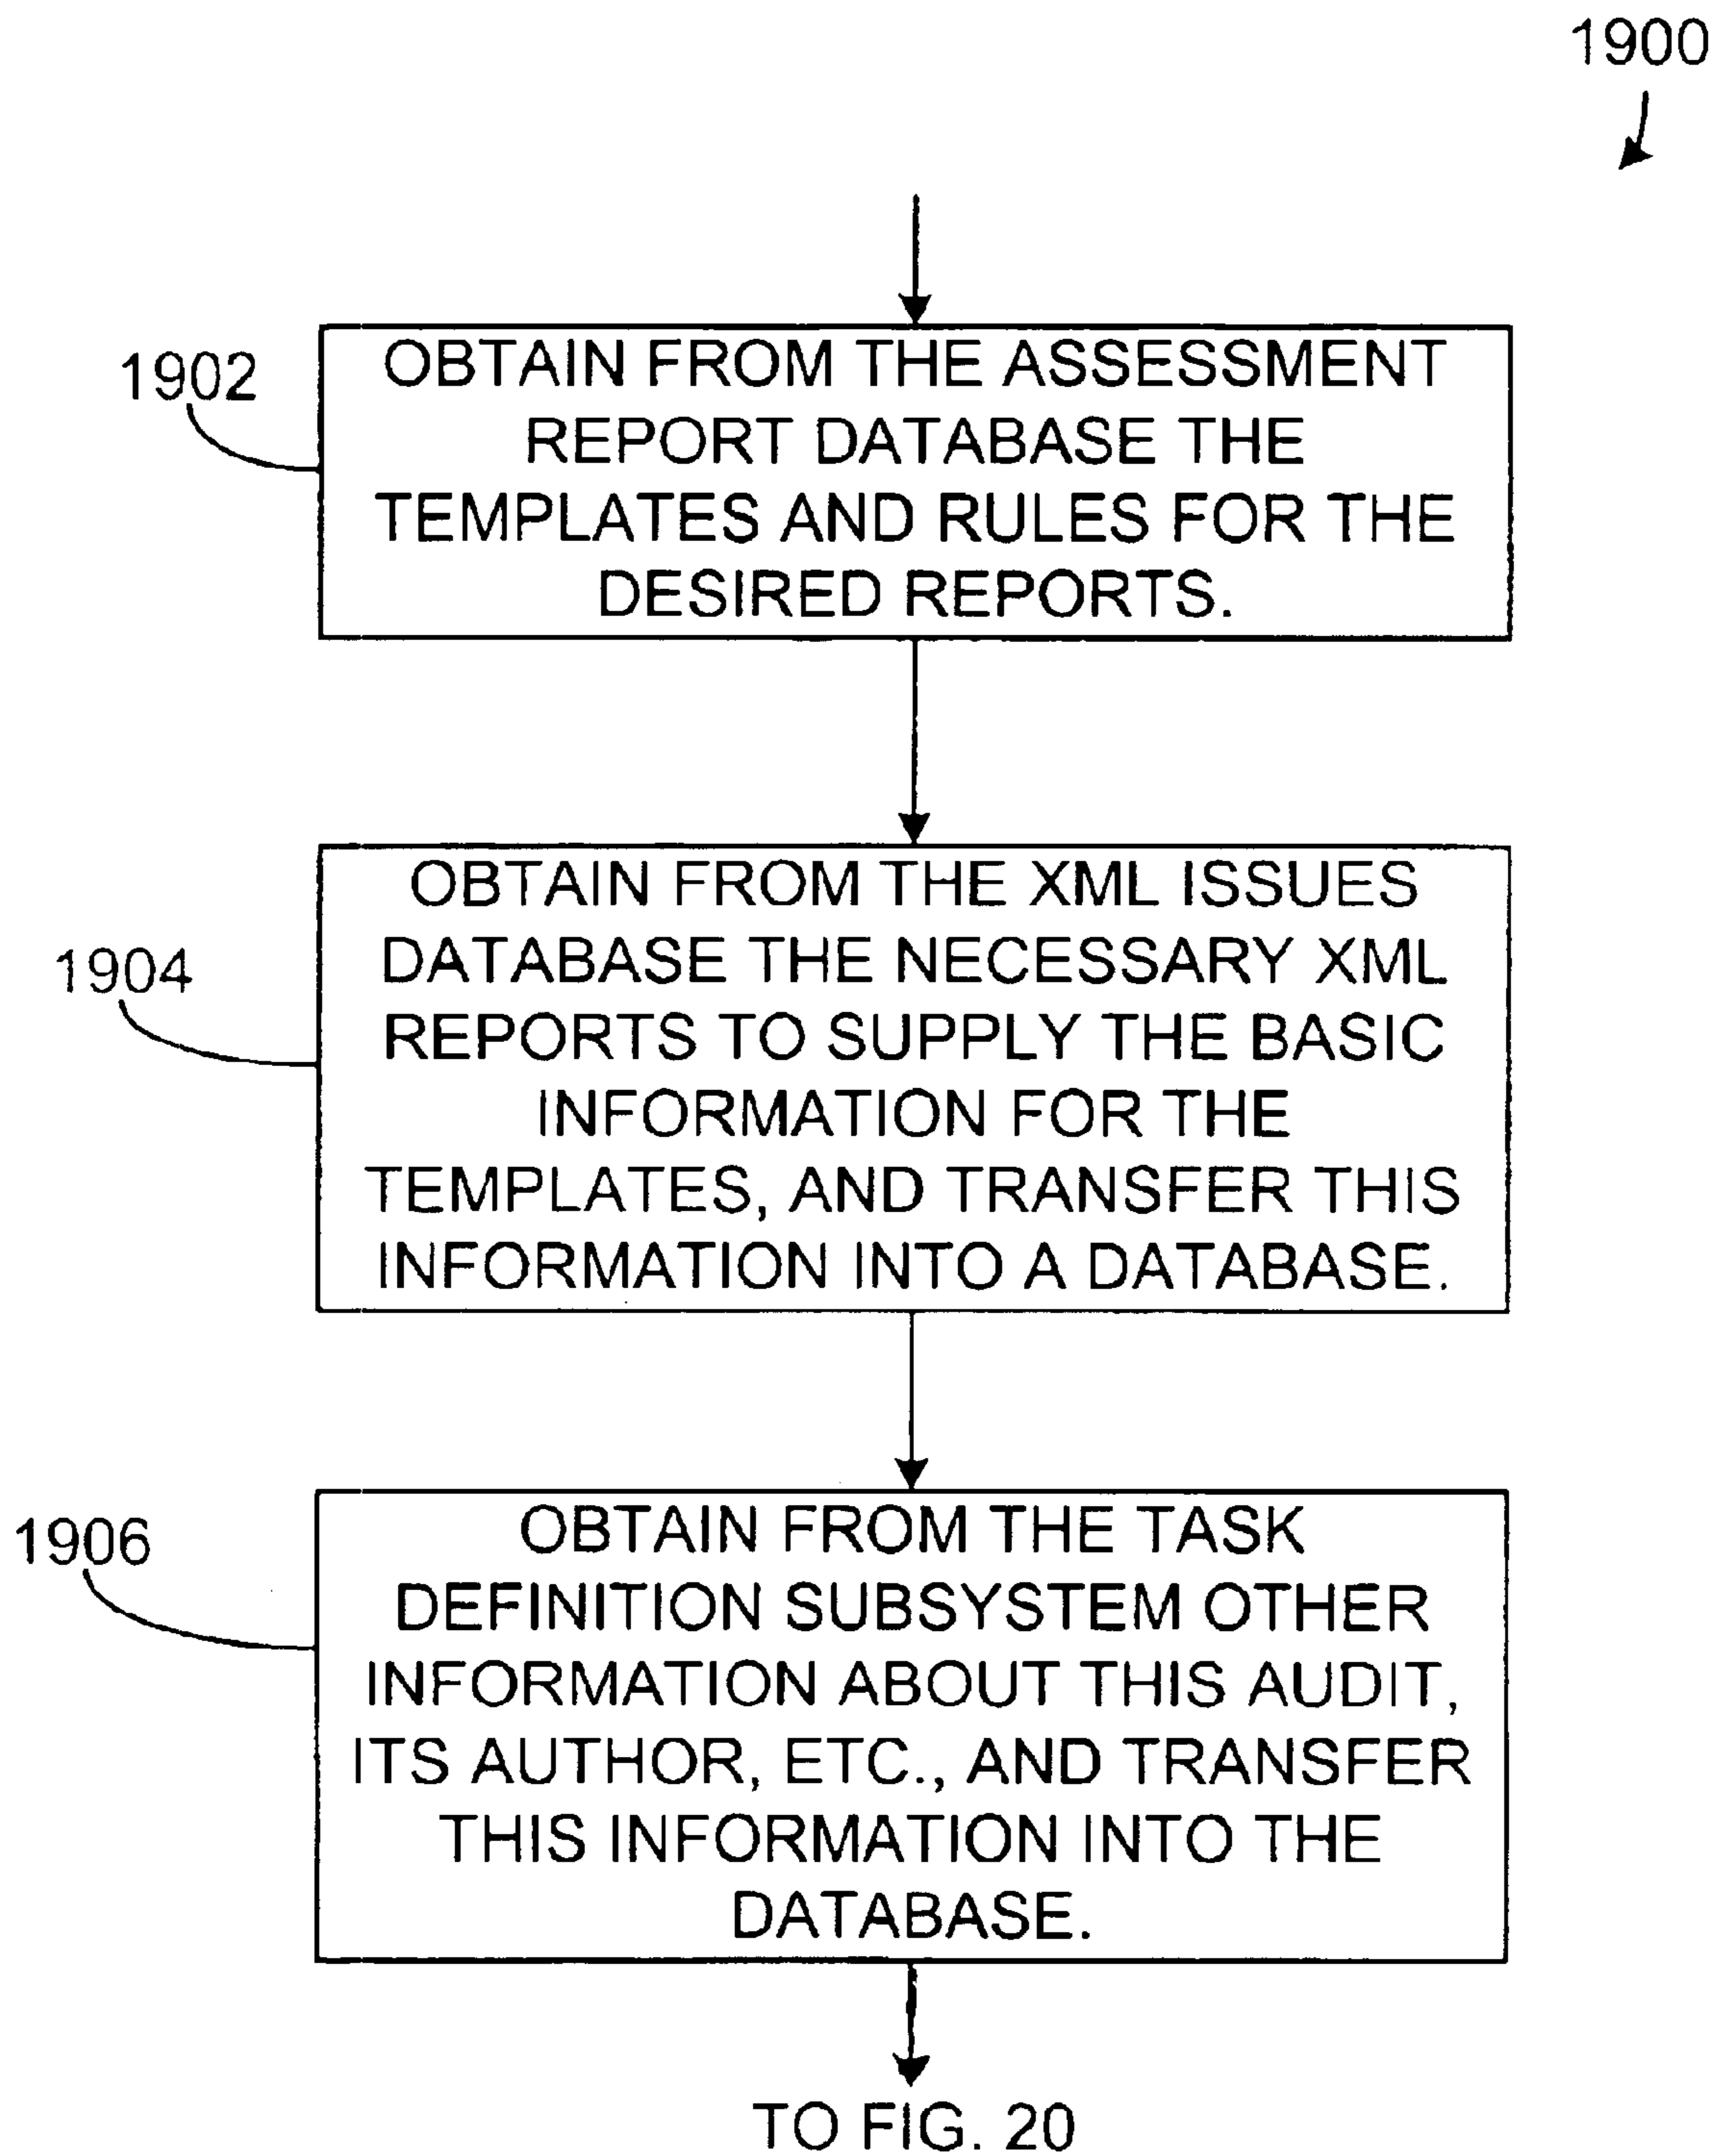 1900
1902
OBTAIN FROM THE ASSESSMENT
REPORT DATABASE THE
TEMPLATES AND RULES FOR THE
DESIRED REPORTS.
1904
OBTAIN FROM THE XML ISSUES
DATABASE THE NECESSARY XML
REPORTS TO SUPPLY THE BASIC
INFORMATION FOR THE
TEMPLATES, AND TRANSFER THIS
INFORMATION INTO A DATABASE.
1906
OBTAIN FROM THE TASK
DEFINITION SUBSYSTEM OTHER
INFORMATION ABOUT THIS AUDIT,
ITS AUTHOR, ETC., AND TRANSFER
THIS INFORMATION INTO THE
DATABASE.
TO FIG. 20